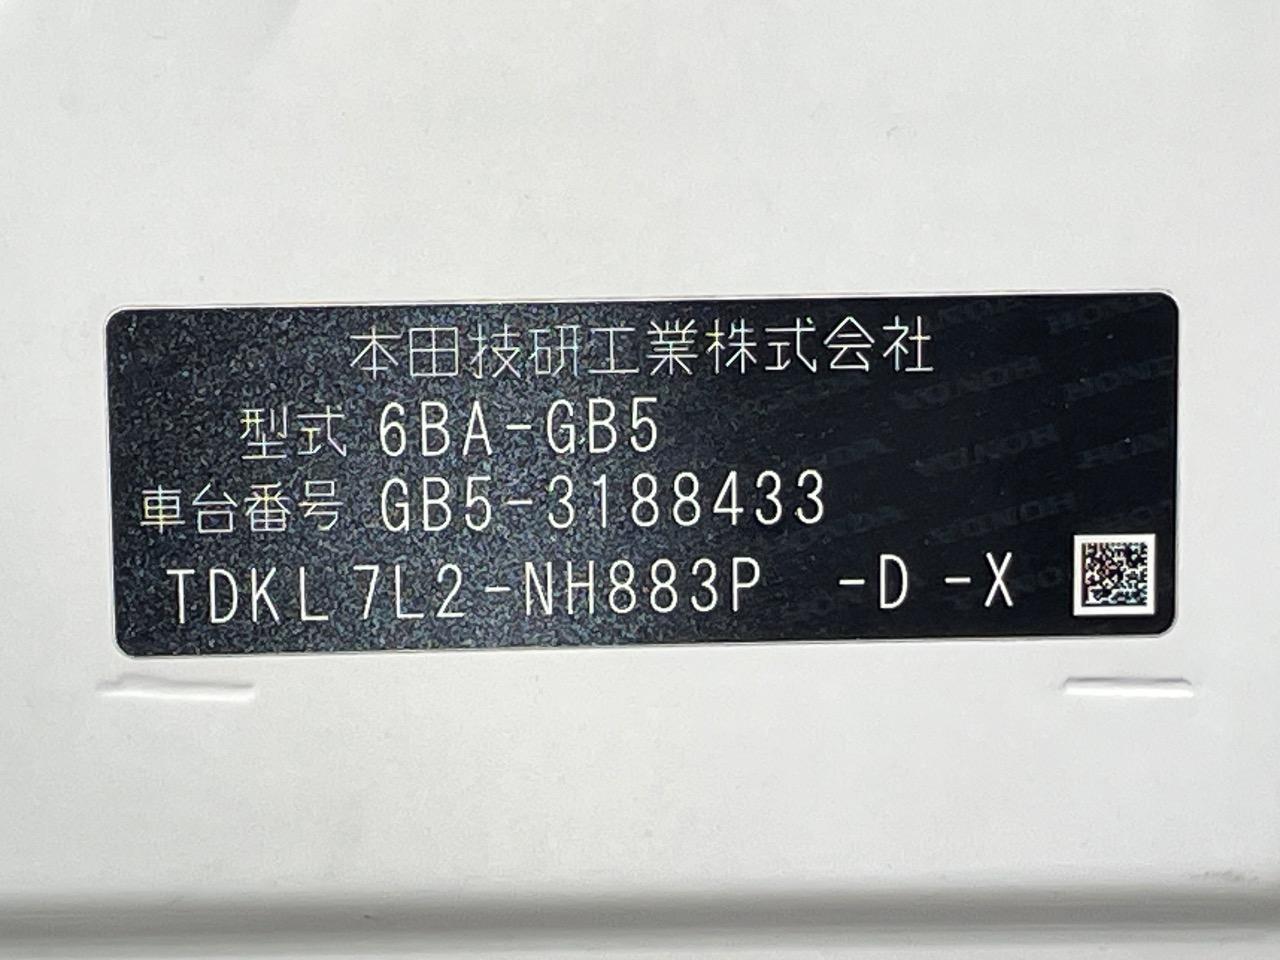 本田技研工業株式会社
型式 6BA-GB5
車台番号 GB5-3188433
TDKL7L2-NH883P -D -X